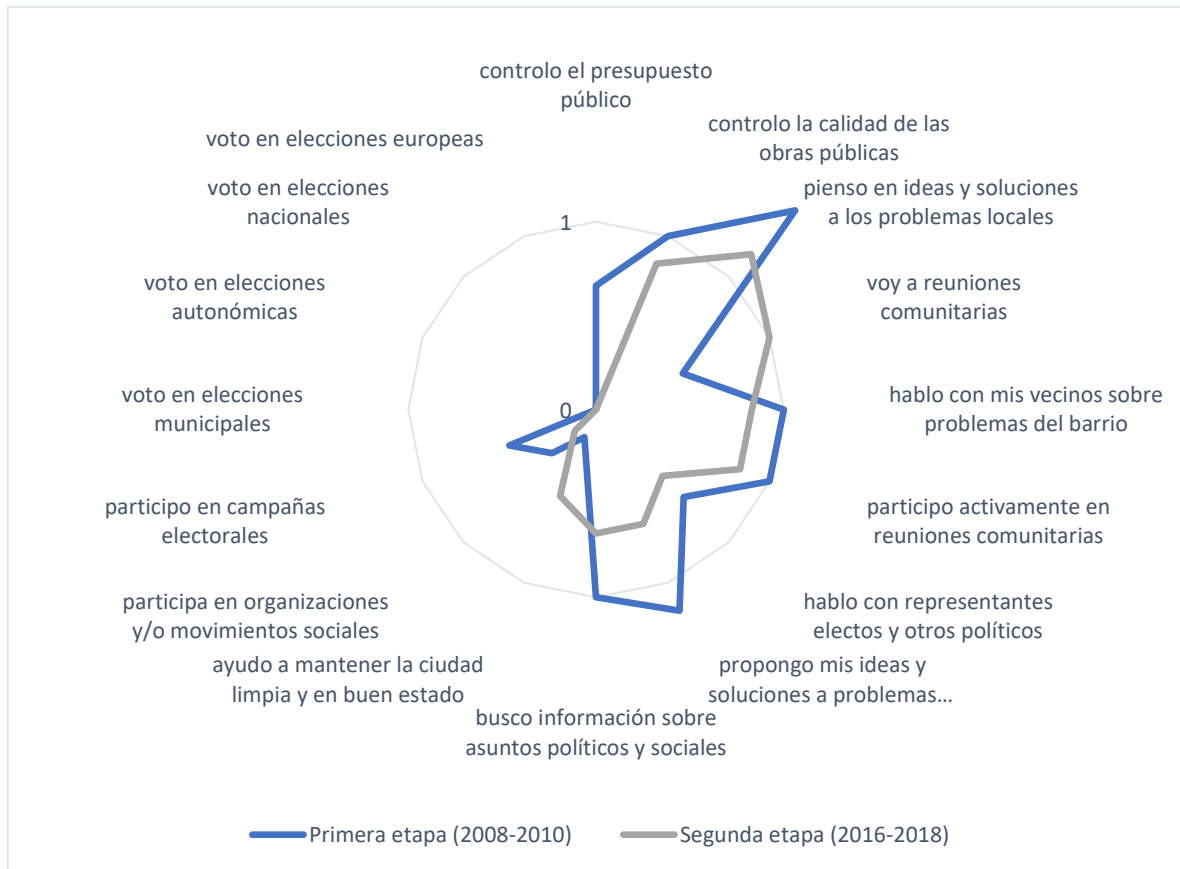 controlo el presupuesto
público
controlo la calidad de las
obras públicas
pienso en ideas y soluciones
a los problemas locales
voy a reuniones
comunitarias
hablo con mis vecinos sobre
problemas del barrio
participo activamente en
reuniones comunitarias
hablo con representantes
electos y otros políticos
propongo mis ideas y
soluciones a problemas…
busco información sobre
asuntos políticos y sociales
ayudo a mantener la ciudad
limpia y en buen estado
participa en organizaciones
y/o movimientos sociales
participo en campañas
electorales
voto en elecciones
municipales
voto en elecciones
autonómicas
voto en elecciones
nacionales
voto en elecciones europeas
1
0
Primera etapa (2008-2010)
Segunda etapa (2016-2018)